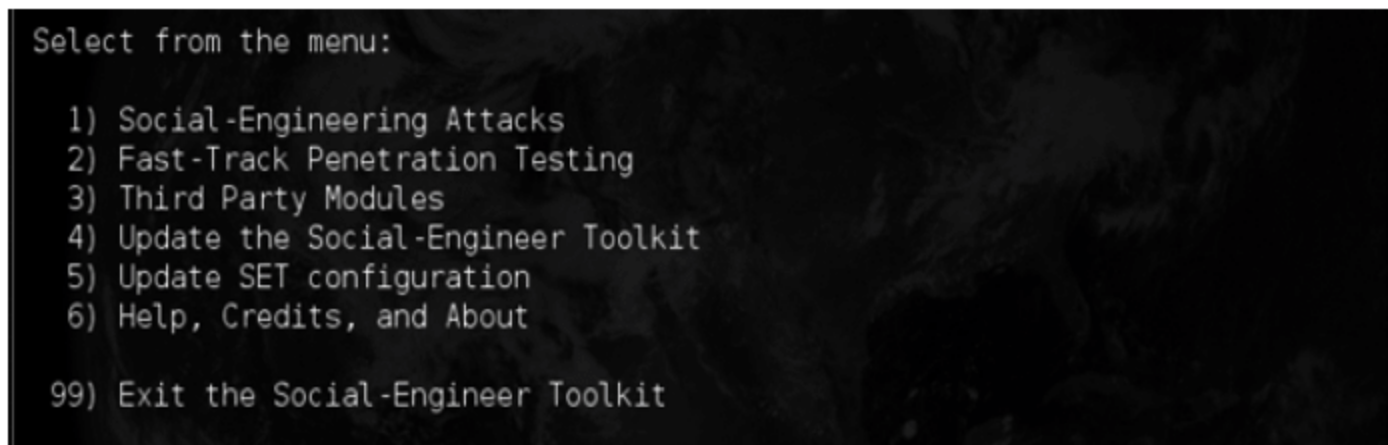 Select from the menu:
1) Social-Engineering Attacks
2) Fast-Track Penetration Testing
3) Third Party Modules
4) Update the Social-Engineer Toolkit
5) Update SET configuration
6) Help, Credits, and About
99) Exit the Social-Engineer Toolkit